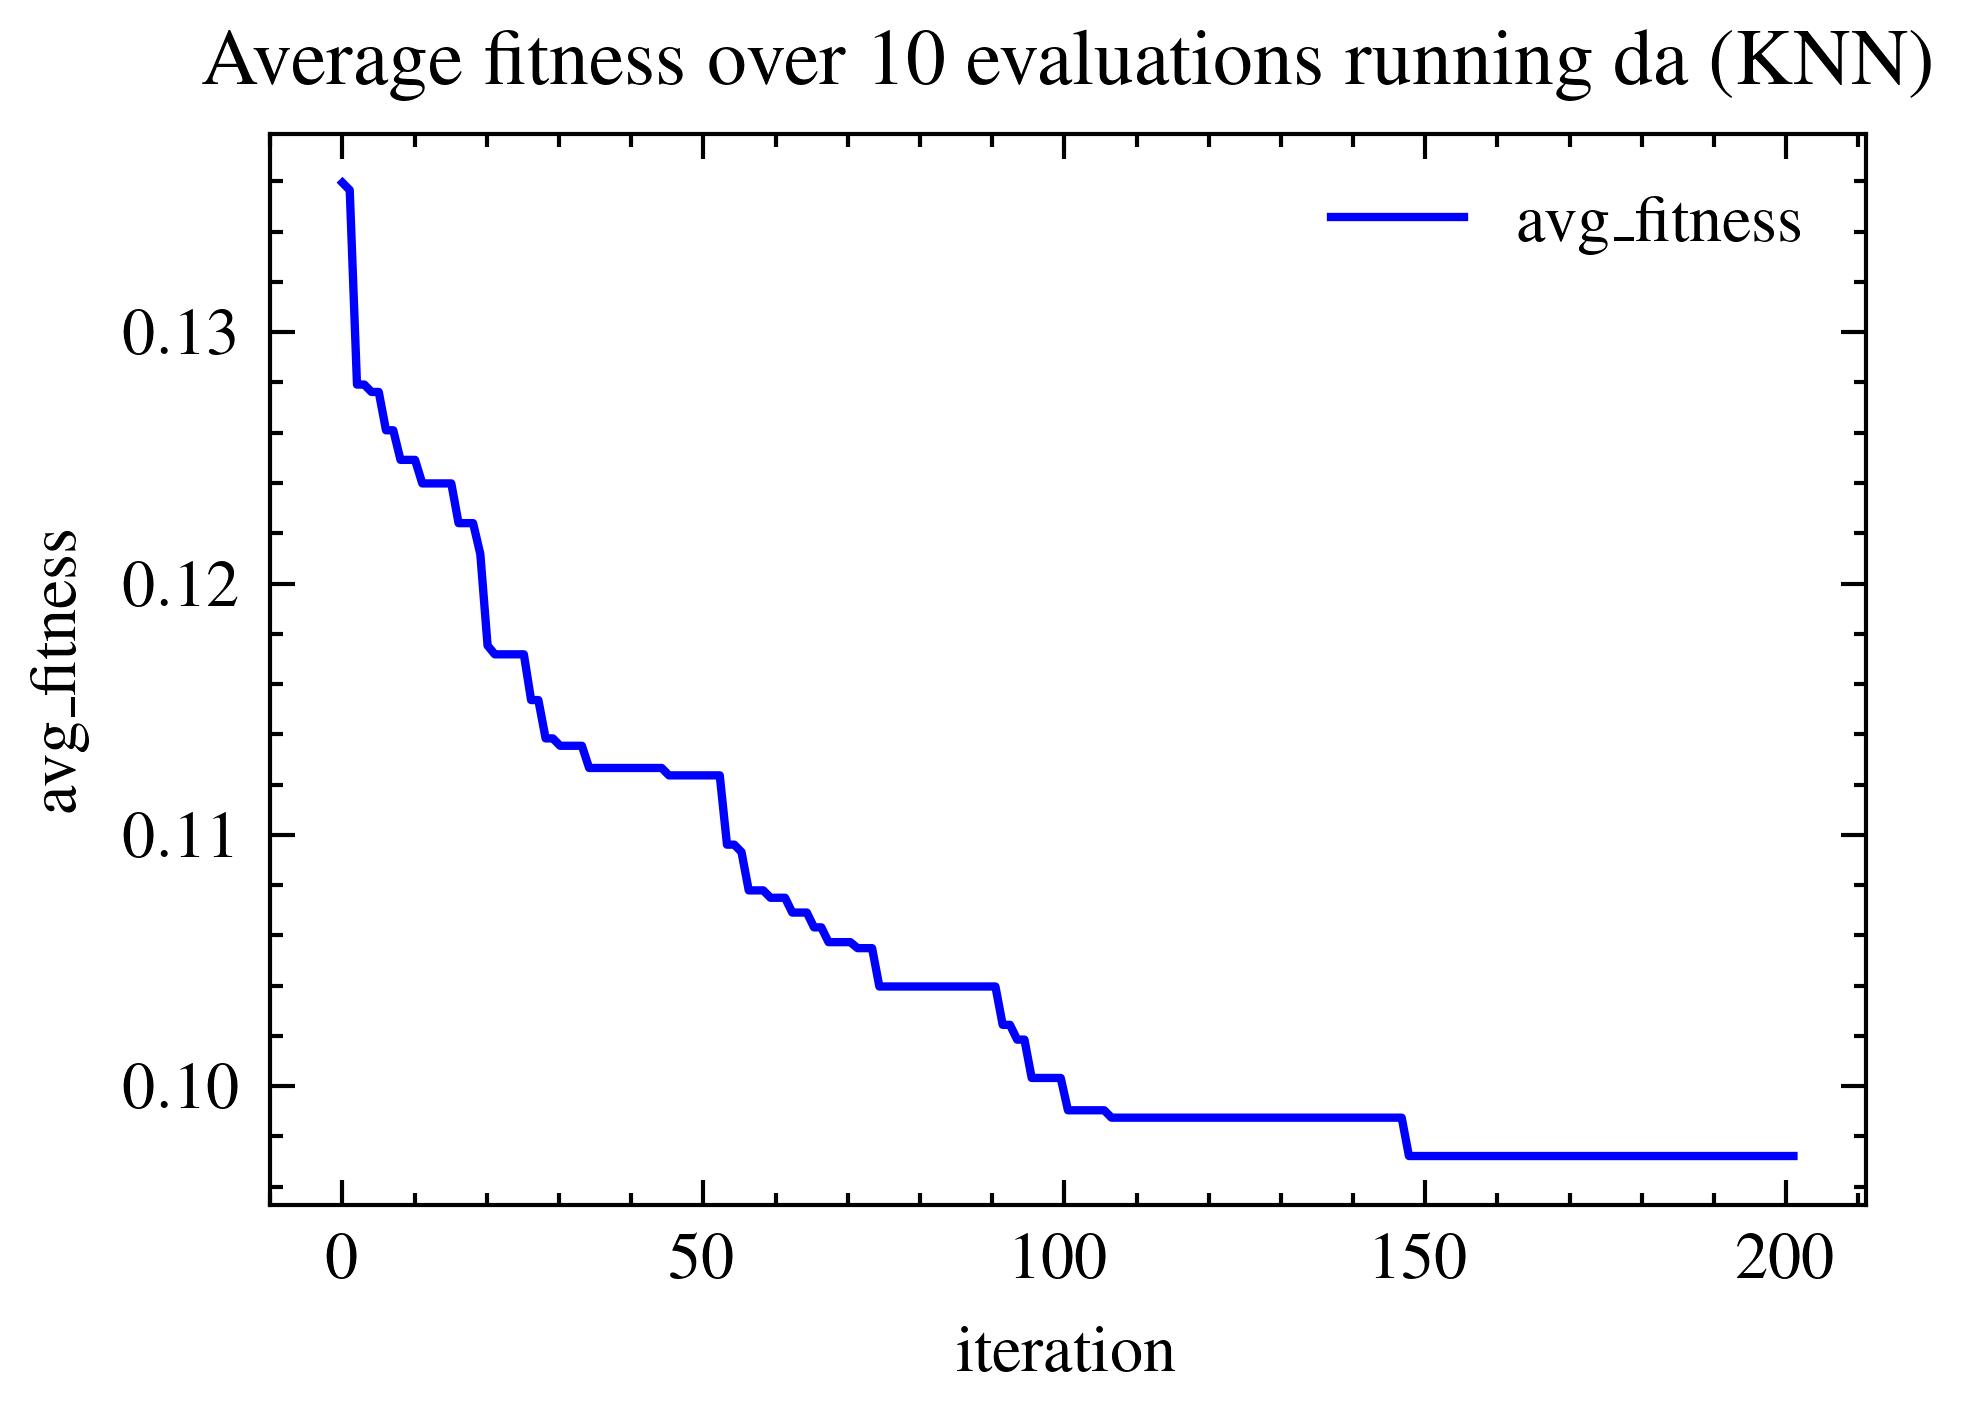 Average fitness over 10 evaluations running da (KNN)
avg_fitness
0.13
0.12
0.11
0.10
avg_fitness
0 50 100 150 200
iteration